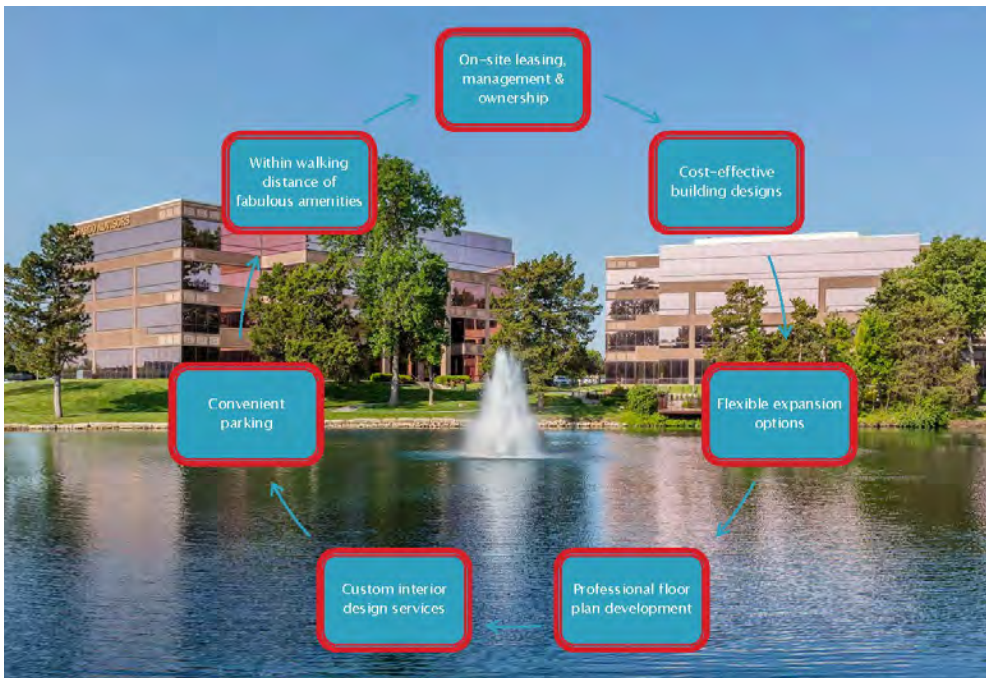 On-site leasing,
management &
ownership
Cost-effective
building designs
Flexible expansion
options
Professional floor
plan development
Custom interior
design services
Convenient
parking
Within walking
distance of
fabulous amenities